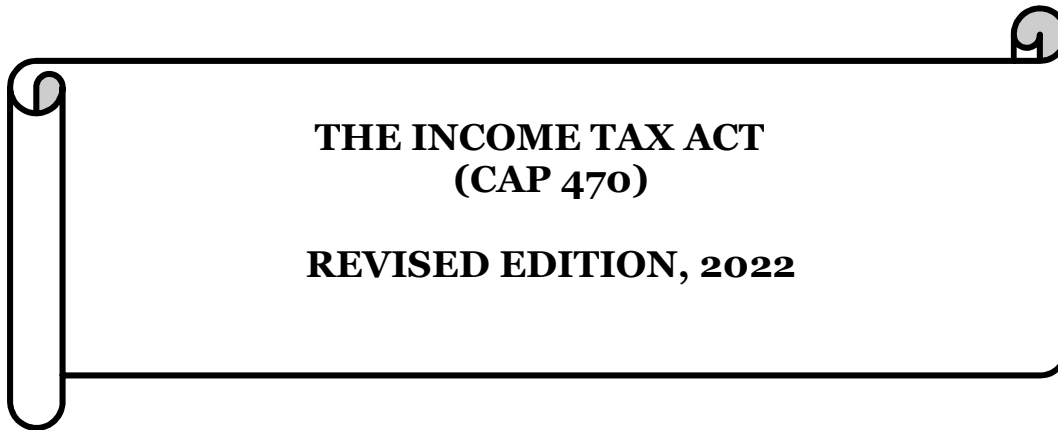 THE INCOME TAX ACT
(CAP 470)
REVISED EDITION, 2022